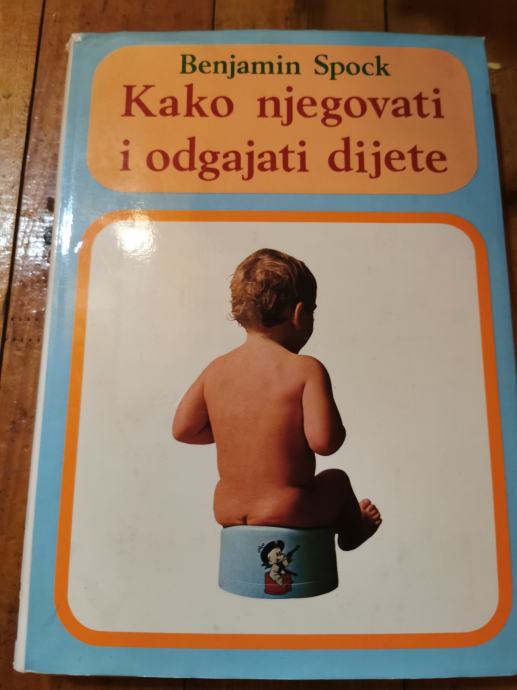 Benjamin Spock
Kako njegovati
i odgajati dijete